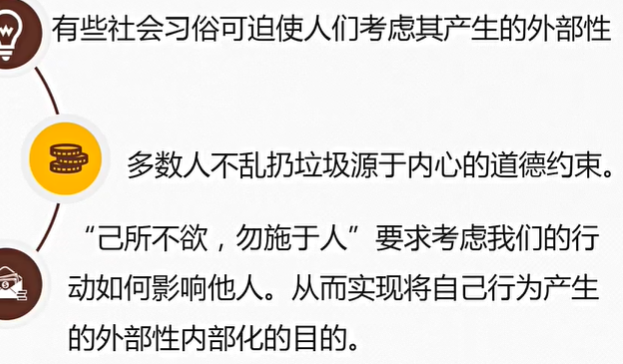 有些社会习俗可迫使人们考虑其产生的外部性
多数人不乱扔垃圾源于内心的道德约束。
“己所不欲，勿施于人”要求考虑我们的行
动如何影响他人。从而实现将自己行为产生
的外部性内部化的目的。